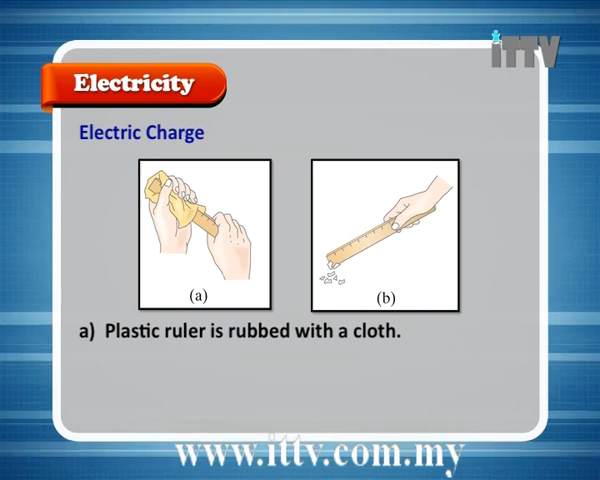 iTTV
Electricity
Electric Charge
(a)
(b)
a) Plastic ruler is rubbed with a cloth.
www.ittv.com.my